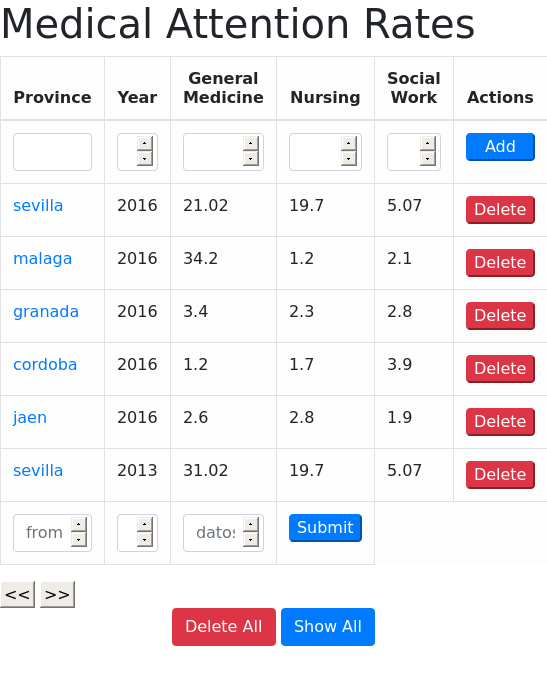 Medical Attention Rates
Province Year General Medicine Nursing Social Work Actions
Add
sevilla 2016 21.02 19.7 5.07 Delete
malaga 2016 34.2 1.2 2.1 Delete
granada 2016 3.4 2.3 2.8 Delete
cordoba 2016 1.2 1.7 3.9 Delete
jaen 2016 2.6 2.8 1.9 Delete
sevilla 2013 31.02 19.7 5.07 Delete
from datos Submit
<< >>
Delete All Show All